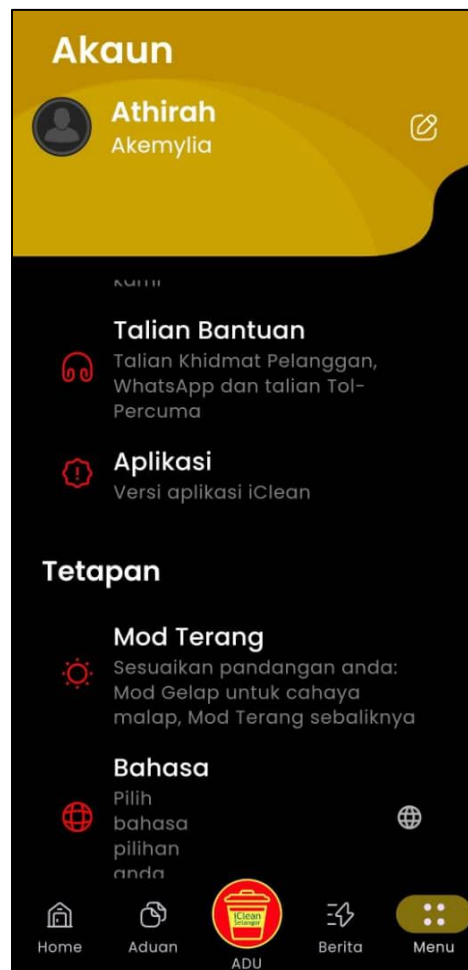 Akaun
Athirah
Akemylia
kami
Talian Bantuan
Talian Khidmat Pelanggan,
WhatsApp dan talian Tol-
Percuma
Aplikasi
Versi aplikasi iClean
Tetapan
Mod Terang
Sesuaikan pandangan anda:
Mod Gelap untuk cahaya
malap, Mod Terang sebaliknya
Bahasa
Pilih
bahasa
pilihan
anda
iClean
Selangor
Home
Aduan
ADU
Berita
Menu